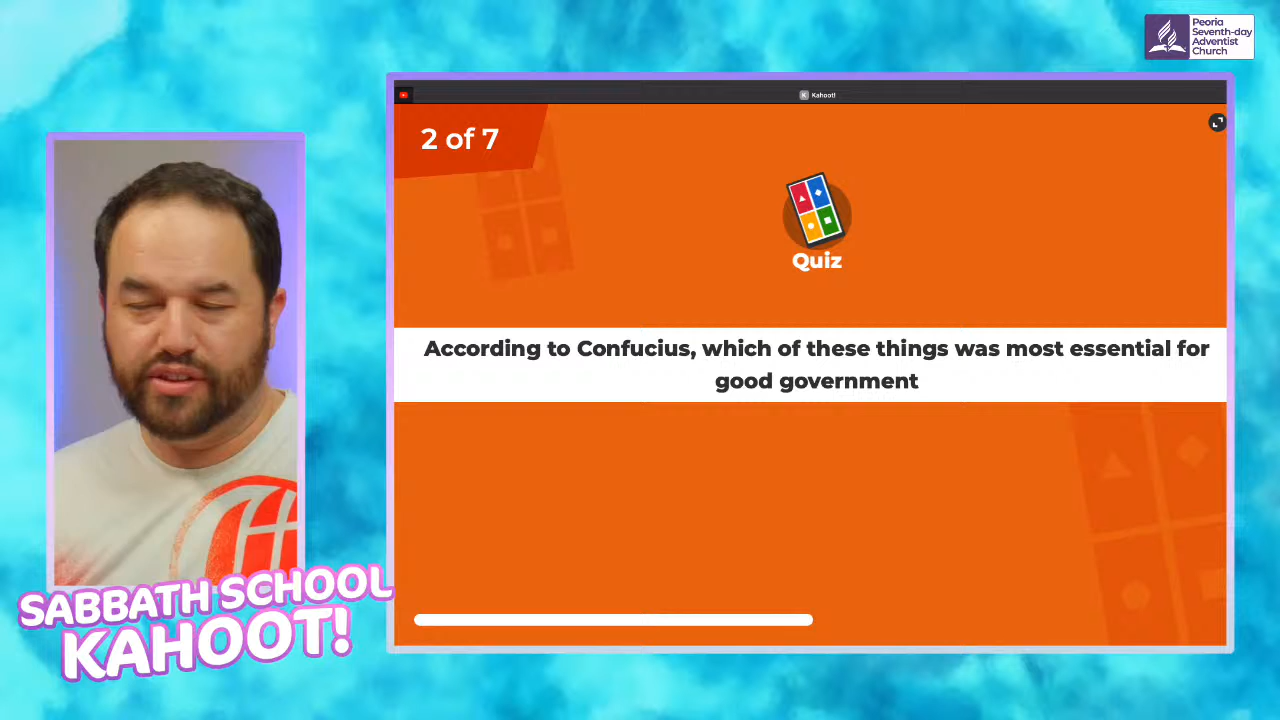 Peoria
Seventh-day
Adventist
Church
K Kahoot!
2 of 7
Quiz
According to Confucius, which of these things was most essential for
good government
SABBATH SCHOOL
KAHOOT!